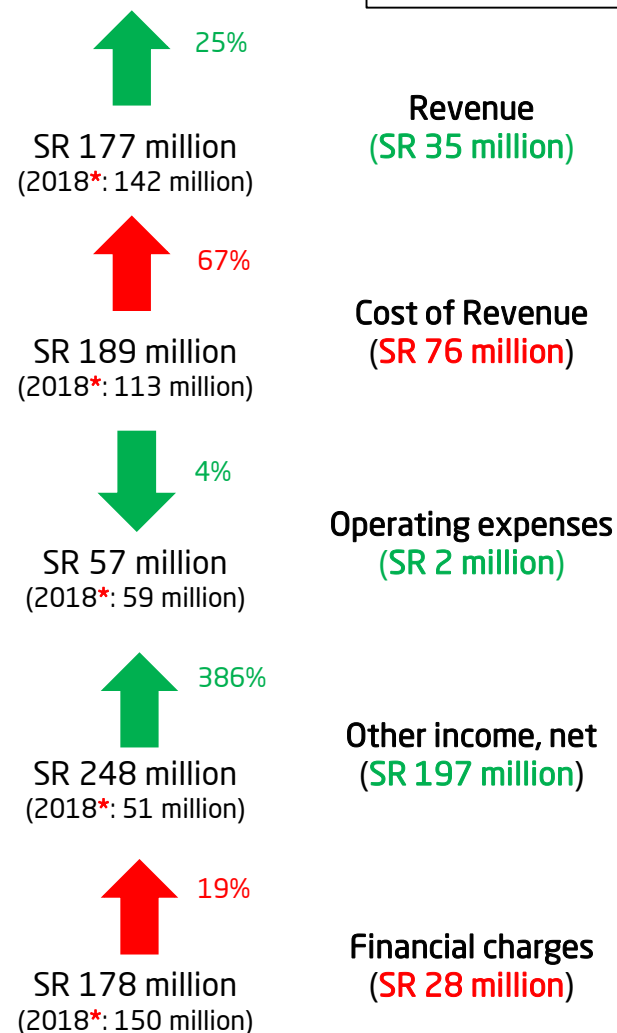 25%
SR 177 million
(2018*: 142 million)
Revenue
(SR 35 million)
67%
SR 189 million
(2018*: 113 million)
Cost of Revenue
(SR 76 million)
4%
SR 57 million
(2018*: 59 million)
Operating expenses
(SR 2 million)
386%
SR 248 million
(2018*: 51 million)
Other income, net
(SR 197 million)
19%
SR 178 million
(2018*: 150 million)
Financial charges
(SR 28 million)